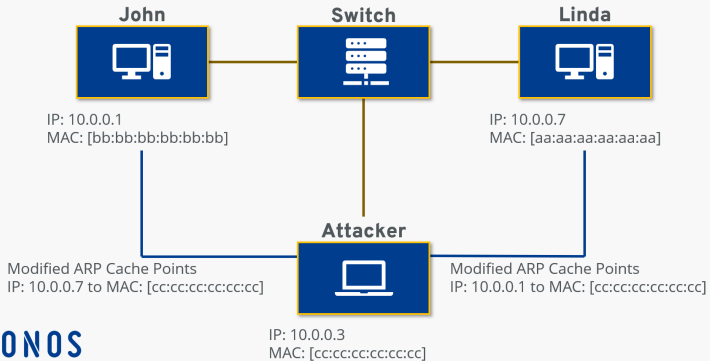 John
Switch
Linda
IP: 10.0.0.1
MAC: [bb:bb:bb:bb:bb:bb]
IP: 10.0.0.7
MAC: [aa:aa:aa:aa:aa:aa]
Attacker
Modified ARP Cache Points
IP: 10.0.0.7 to MAC: [cc:cc:cc:cc:cc:cc]
Modified ARP Cache Points
IP: 10.0.0.1 to MAC: [cc:cc:cc:cc:cc:cc]
IP: 10.0.0.3
MAC: [cc:cc:cc:cc:cc:cc]
ONOS